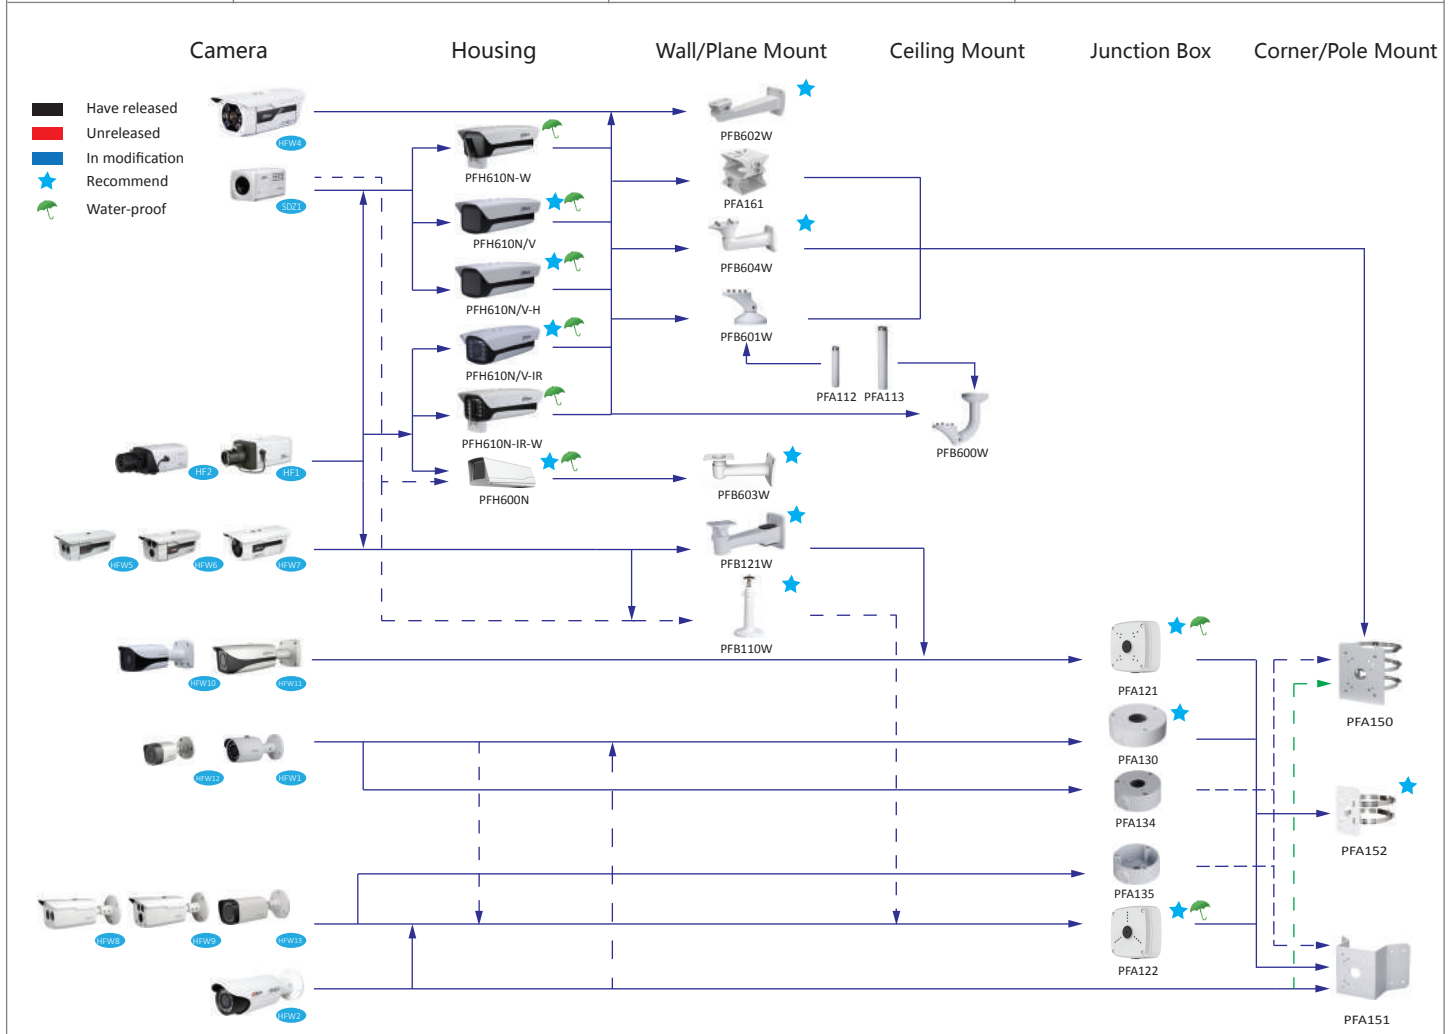 Camera
Housing
Wall/Plane Mount
Ceiling Mount
Junction Box
Corner/Pole Mount
Have released
Unreleased
In modification
Recommend
Water-proof
HFW4
SDZ1
PFH610N-W
PFH610N/V
PFH610N/V-H
PFH610N/V-IR
PFH610N-IR-W
PFH600N
PFB602W
PFA161
PFB604W
PFB601W
PFA112
PFA113
PFB600W
HF2
HF1
PFB603W
HFW5
HFW6
HFW7
PFB121W
PFB110W
HFW10
HFW11
PFA121
PFA150
HFW12
HFW1
PFA130
PFA134
PFA152
PFA135
HFW8
HFW9
HFW13
PFA122
HFW2
PFA151